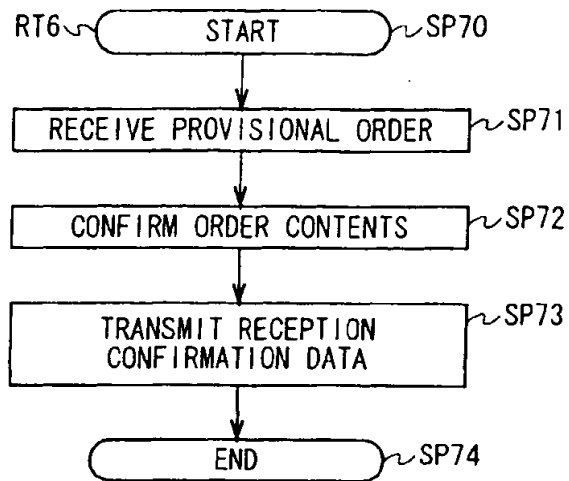 RT6 START SP70
RECEIVE PROVISIONAL ORDER SP71
CONFIRM ORDER CONTENTS SP72
TRANSMIT RECEPTION SP73
CONFIRMATION DATA
END SP74